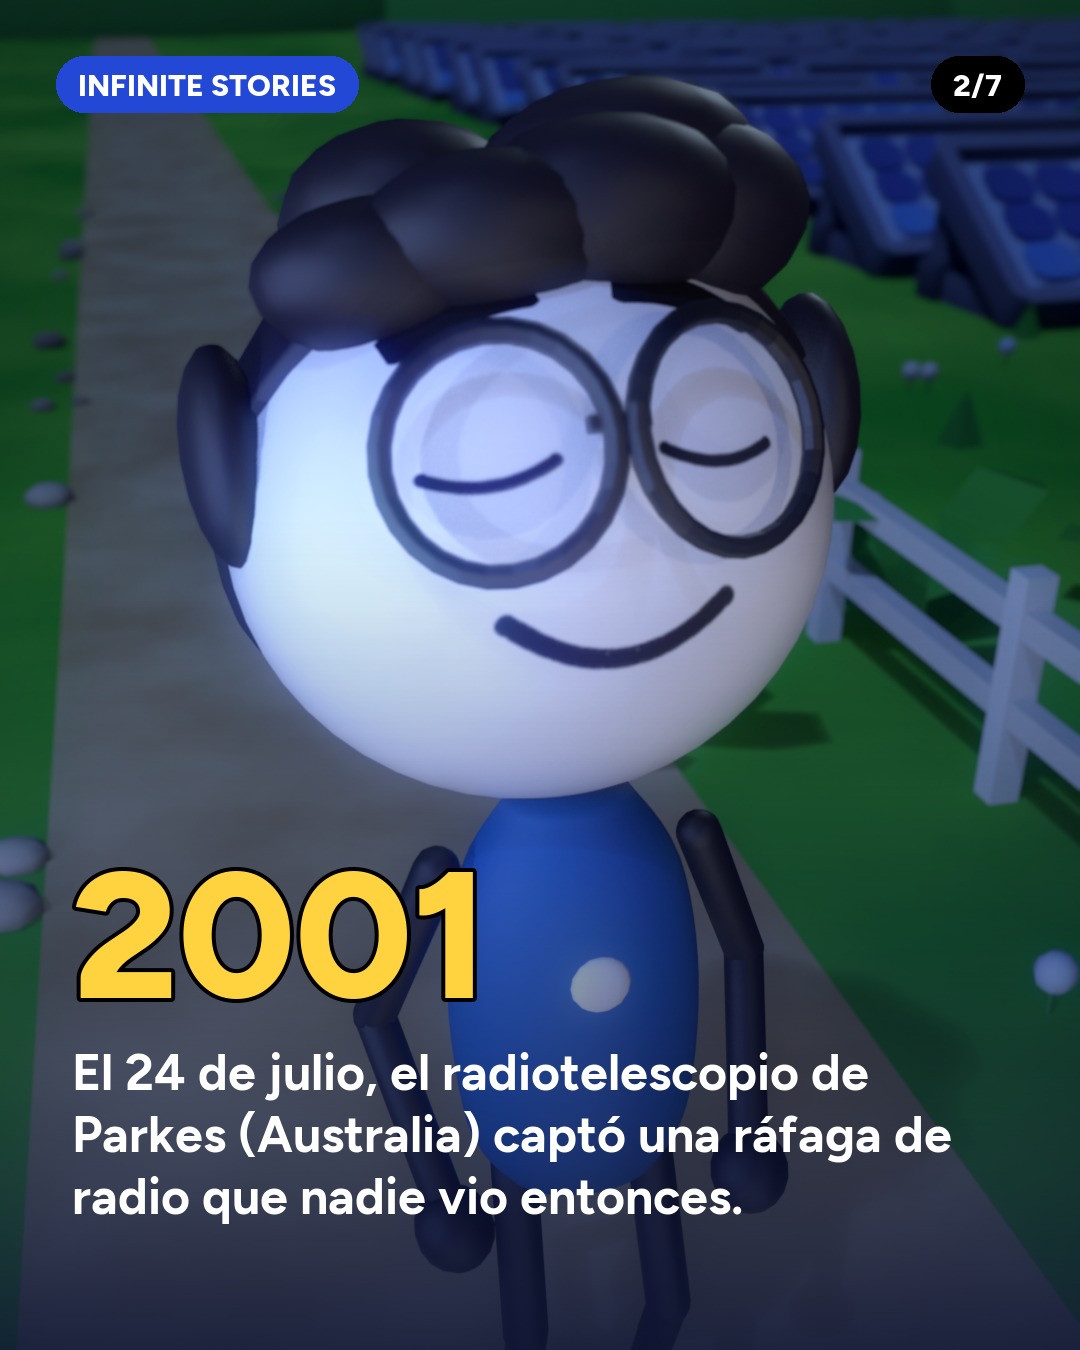 INFINITE STORIES
2/7
2001
El 24 de julio, el radiotelescopio de
Parkes (Australia) captó una ráfaga de
radio que nadie vio entonces.